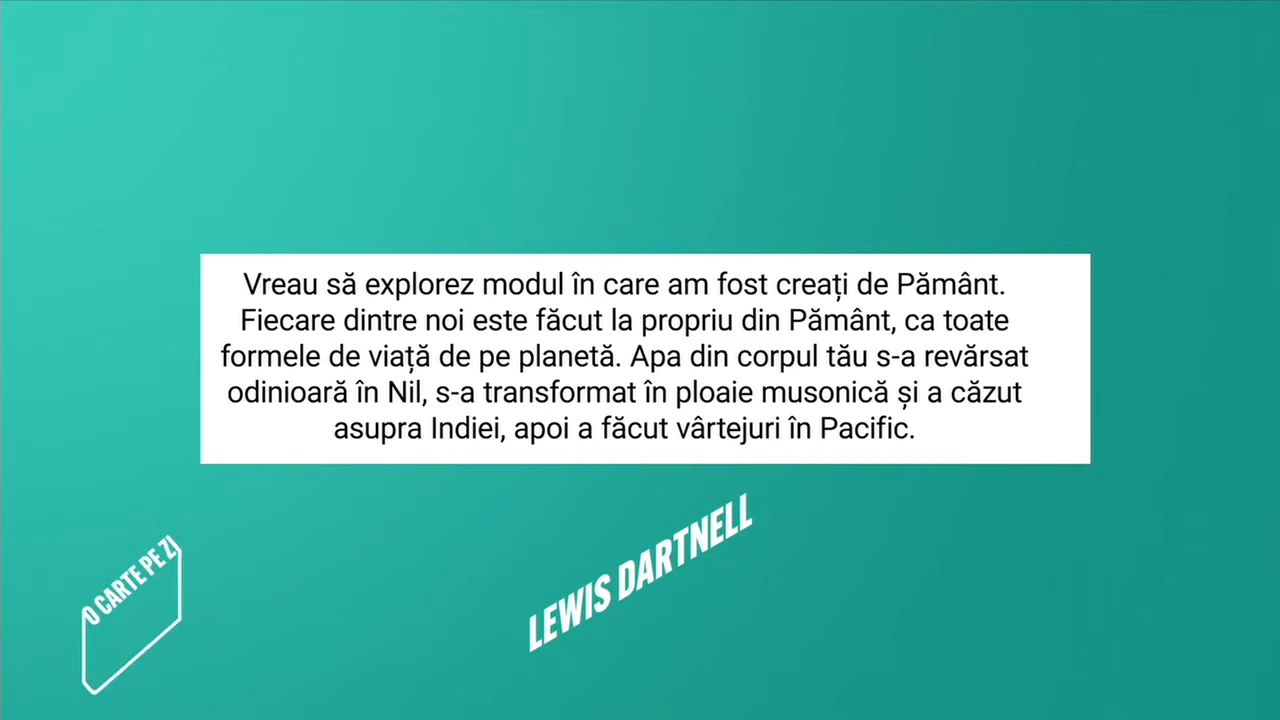 Vreau să explorez modul în care am fost creați de Pământ.
Fiecare dintre noi este făcut la propriu din Pământ, ca toate
formele de viață de pe planetă. Apa din corpul tău s-a revărsat
odinioară în Nil, s-a transformat în ploaie musonică și a căzut
asupra Indiei, apoi a făcut vârtejuri în Pacific.
LEWIS DARTNELL
O CARTE PE ZI